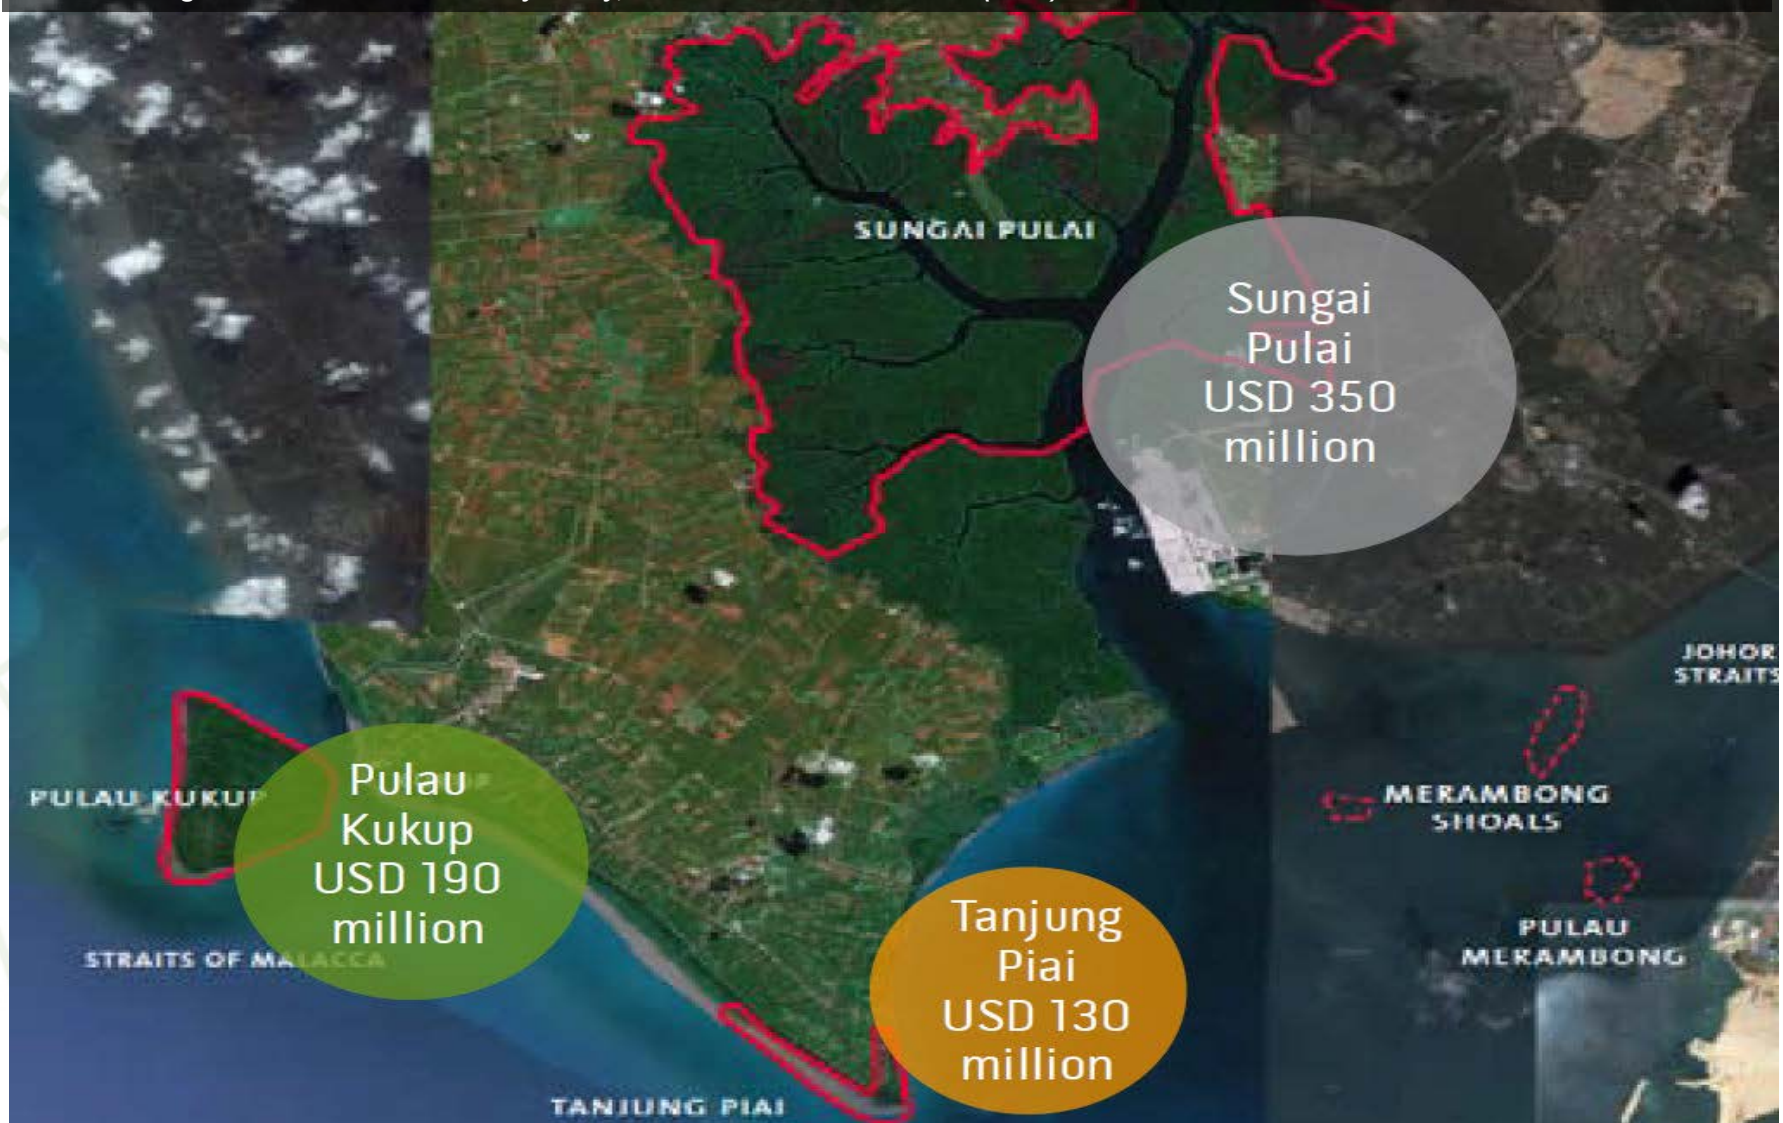 SUNGAI PULAI
Sungai
Pulai
USD 350
million
JOHOR
STRAITS
MERAMBONG
SHOALS
PULAU
MERAMBONG
PULAU KUKUP
Pulau
Kukup
USD 190
million
STRAITS OF MALACCA
Tanjung
Piai
USD 130
million
TANJUNG PIAI